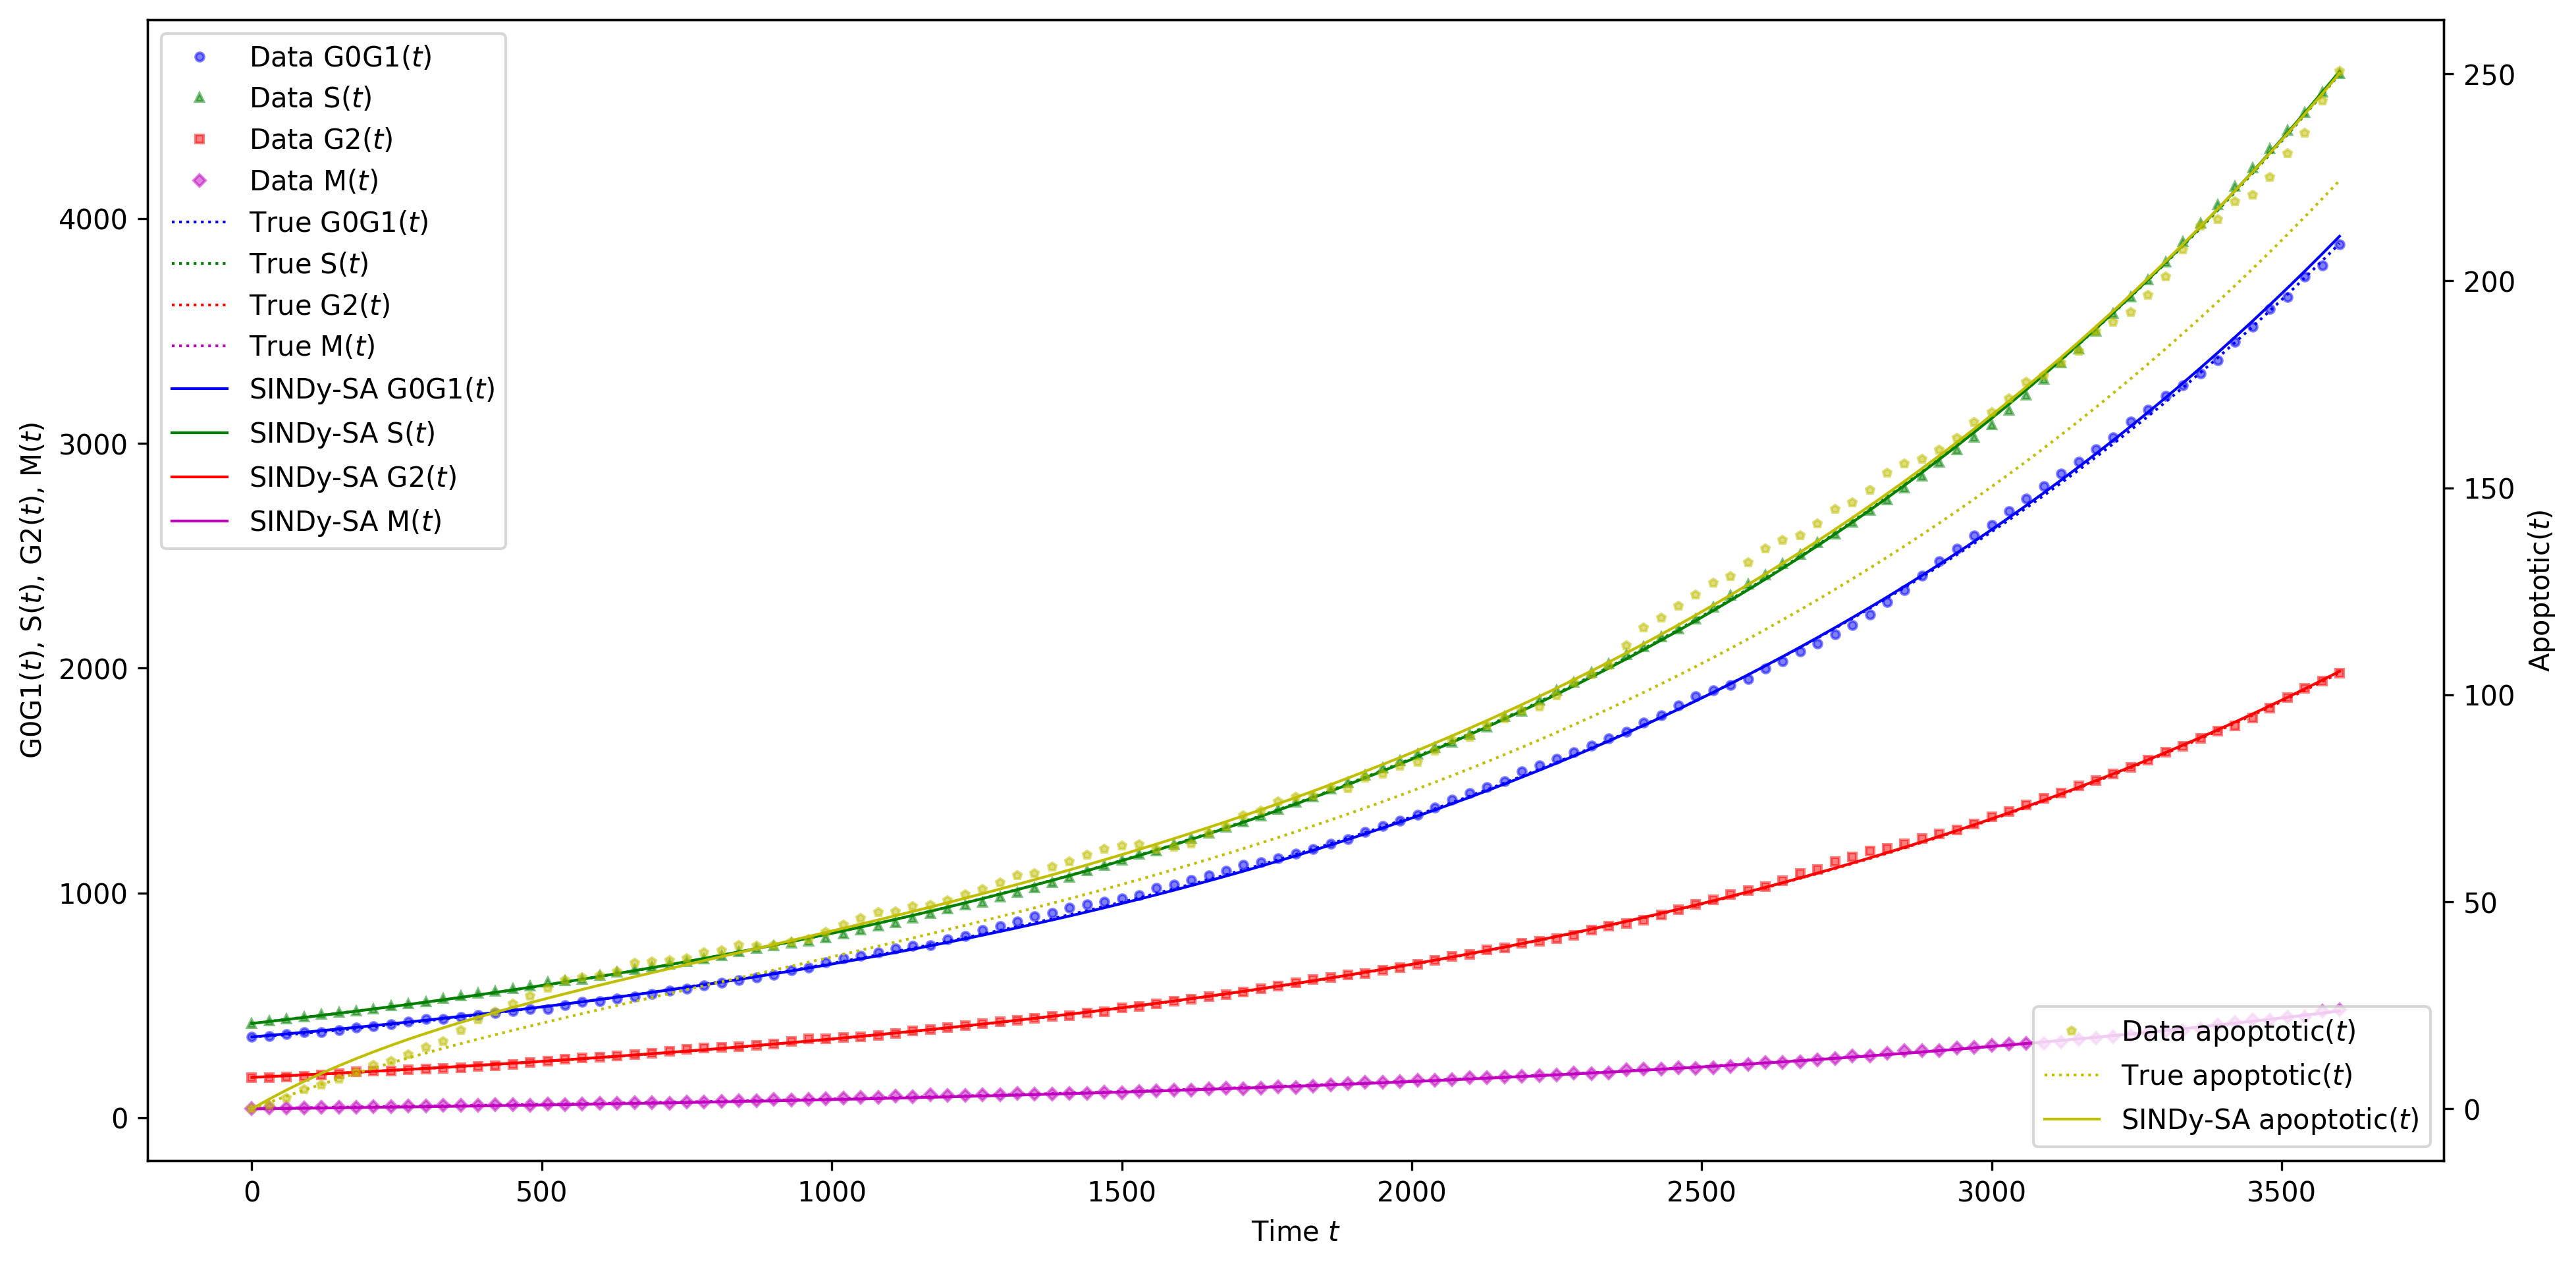 Data G0G1(t)
Data S(t)
Data G2(t)
Data M(t)
True G0G1(t)
True S(t)
True G2(t)
True M(t)
SINDy-SA G0G1(t)
SINDy-SA S(t)
SINDy-SA G2(t)
SINDy-SA M(t)
G0G1(t), S(t), G2(t), M(t)
4000
3000
2000
1000
0
250
200
150
100
50
0
Apoptotic(t)
Data apoptotic(t)
True apoptotic(t)
SINDy-SA apoptotic(t)
0 500 1000 1500 2000 2500 3000 3500
Time t